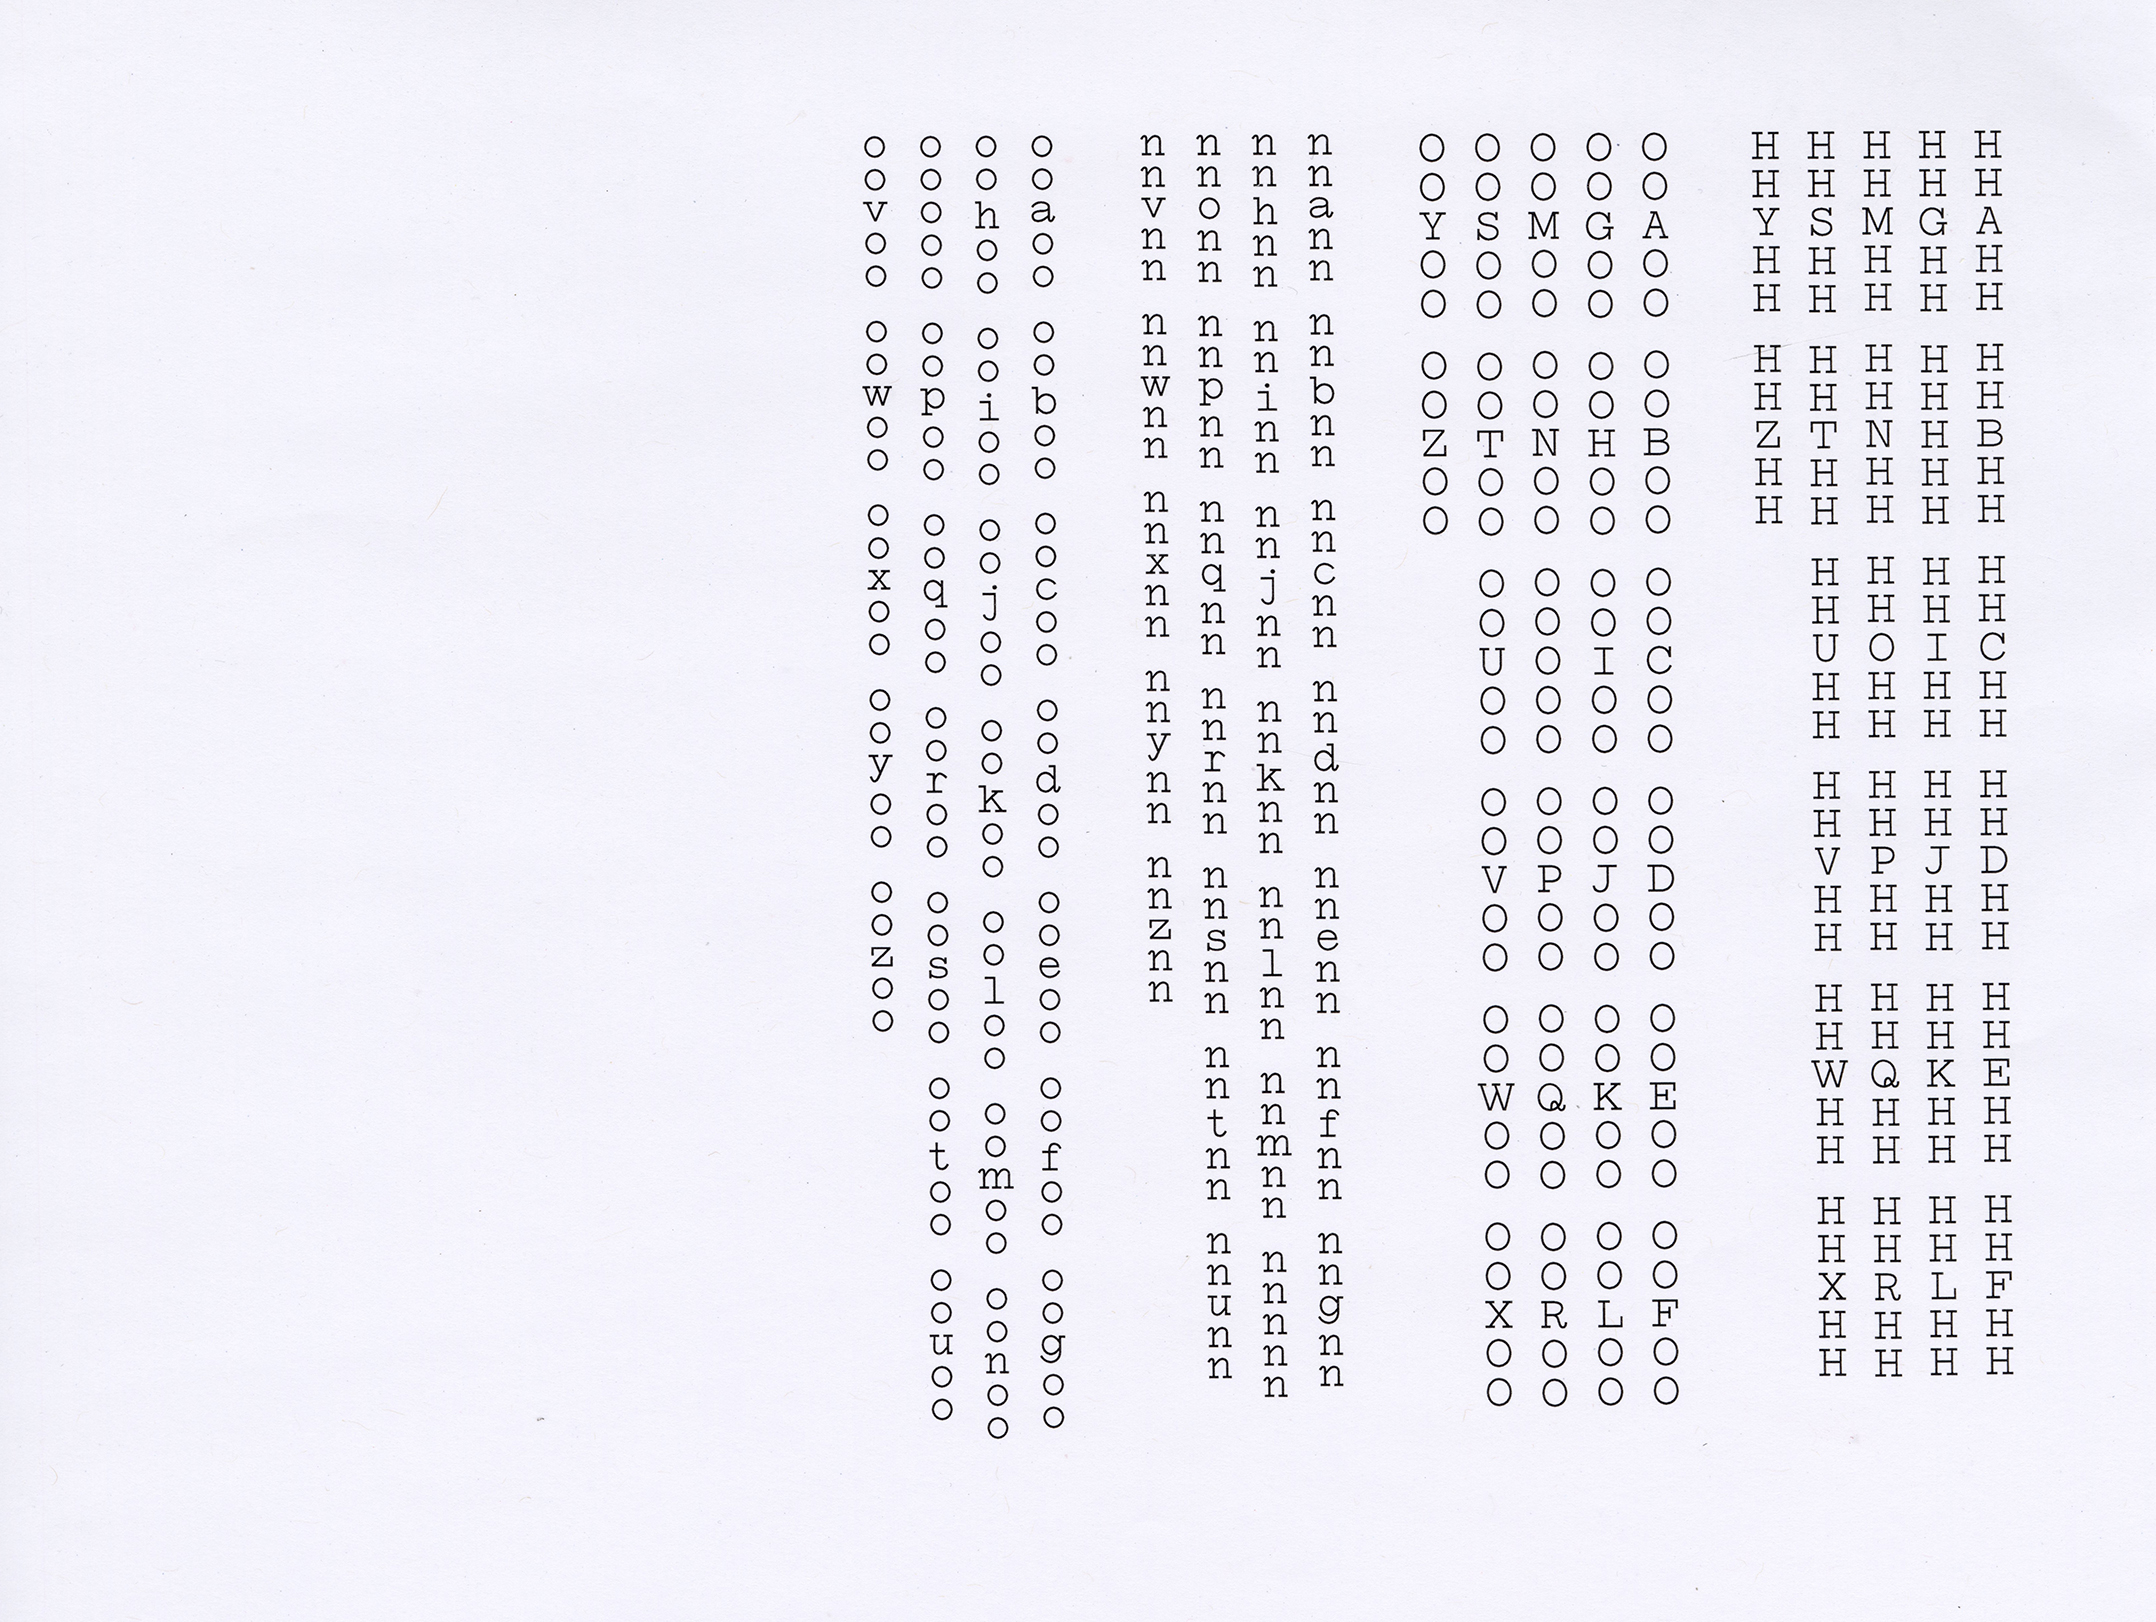 HHAHH HHBHH HHCHH HHDHH HHEHH HHFHH
HHGHH HHHHH HHIHH HHJHH HHKHH HHLHH
HHMHH HHNHH HHOHH HHPHH HHQHH HHRHH
HHSHH HHTHH HHUHH HHVHH HHWHH HHXHH
HHYHH HHZHH
OOAOO OOBOO OOCOO OODOO OOEOO OOFOO
OOGOO OOHOO OOIOO OOJOO OOKOO OOLOO
OOMOO OONOO OOOOO OOPOO OOQOO OOROO
OOSOO OOTOO OOUOO OOVOO OOWOO OOXOO
OOYOO OOZOO
nnann nnbnn nncnn nndnn nnenn nnfnn nngnn
nnhnn nninn nnjnn nnknn nnlnn nnmnn nnnnn
nnonn nnpnn nnqnn nnrnn nnsnn nntnn nnunn
nnvnn nnwnn nnxnn nnynn nnznn
ooaoo ooboo oocoo oodoo ooeoo oofoo oogoo
oohoo ooioo oojoo ookoo ooloo oomoo oonoo
ooooo oopoo ooqoo ooroo oosoo ootoo oouoo
oovoo oowoo ooxoo ooyoo oozoo